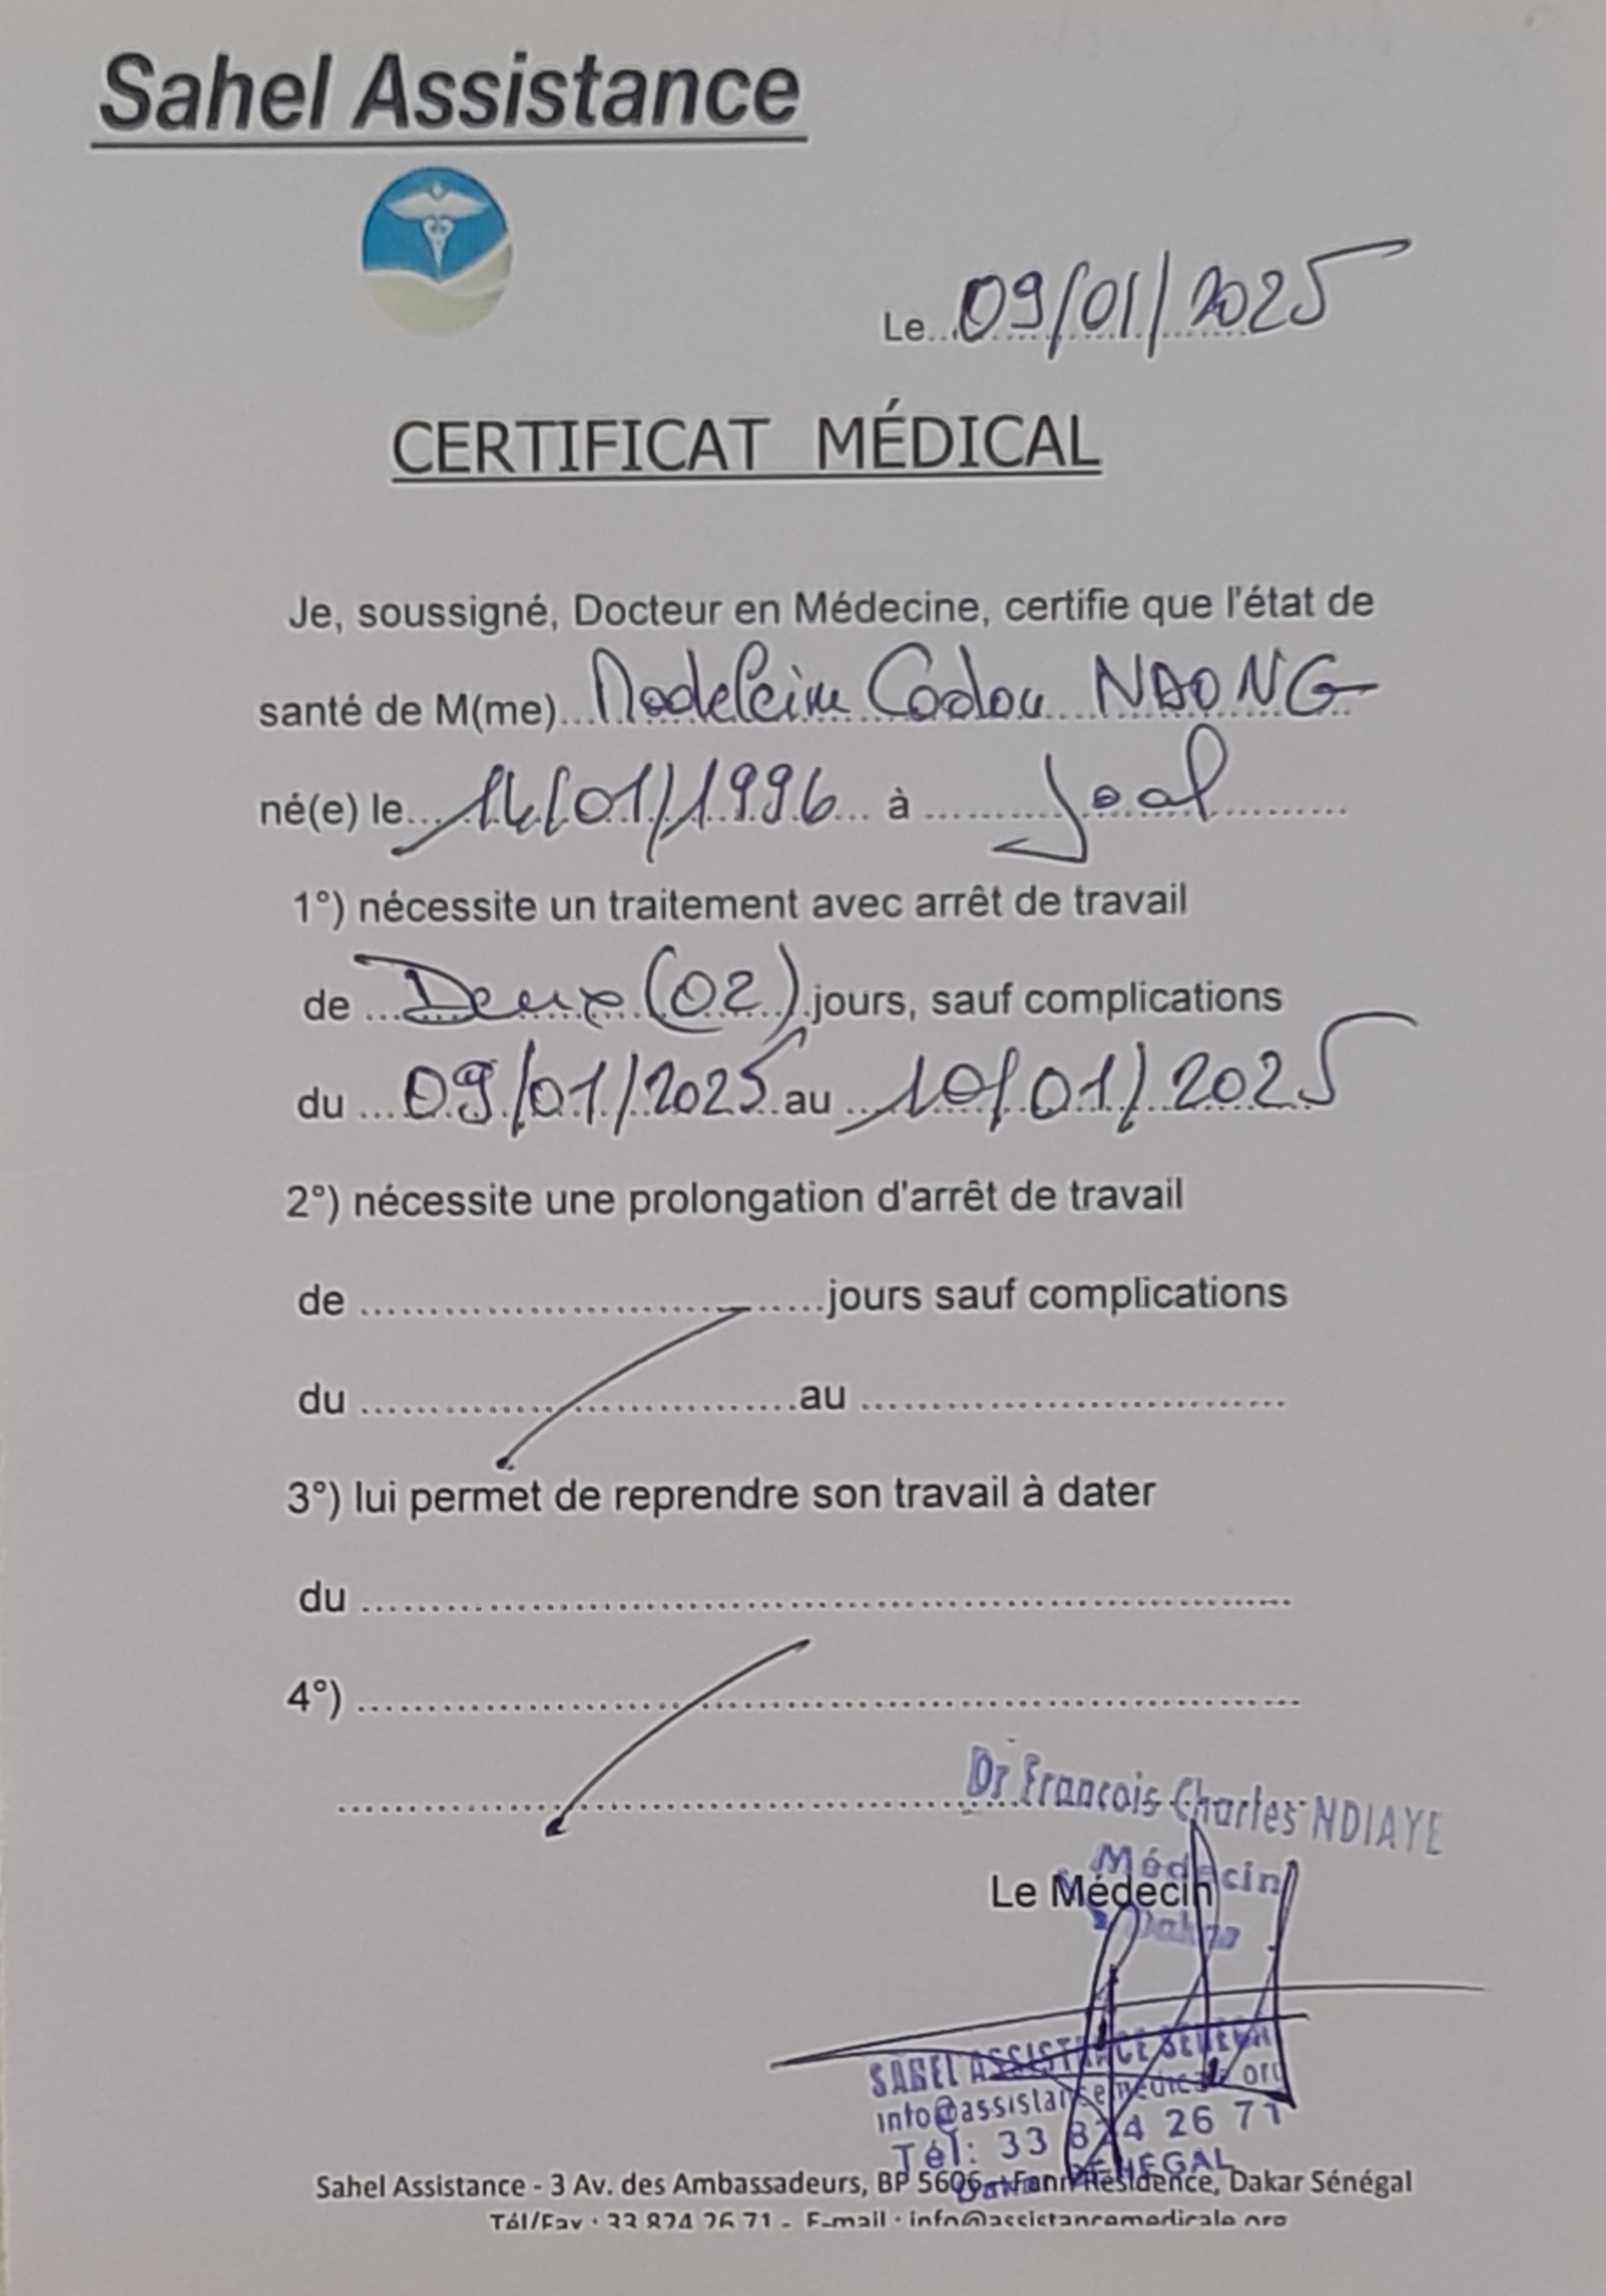 Sahel Assistance
Le 09/01/2025
CERTIFICAT MÉDICAL
Je, soussigné, Docteur en Médecine, certifie que l'état de
santé de M(me) Madeleine Codou NDONG
né(e) le 14/01/1996 à Joal
1°) nécessite un traitement avec arrêt de travail
de Deux (02) jours, sauf complications
du 09/01/2025 au 10/01/2025
2°) nécessite une prolongation d'arrêt de travail
de jours sauf complications
du au
3°) lui permet de reprendre son travail à dater
du
4°)
Dr François Charles NDIAYE
Médecin
Le Médecin
Dakar
SAHEL ASSISTANCE SENEGAL
Tél: 33 824 26 71
SENEGAL
Sahel Assistance - 3 Av. des Ambassadeurs, BP 5606 - Fann Résidence, Dakar Sénégal
Tél/Fax : 33 824 26 71 - E-mail : info@assistancemedicale.org